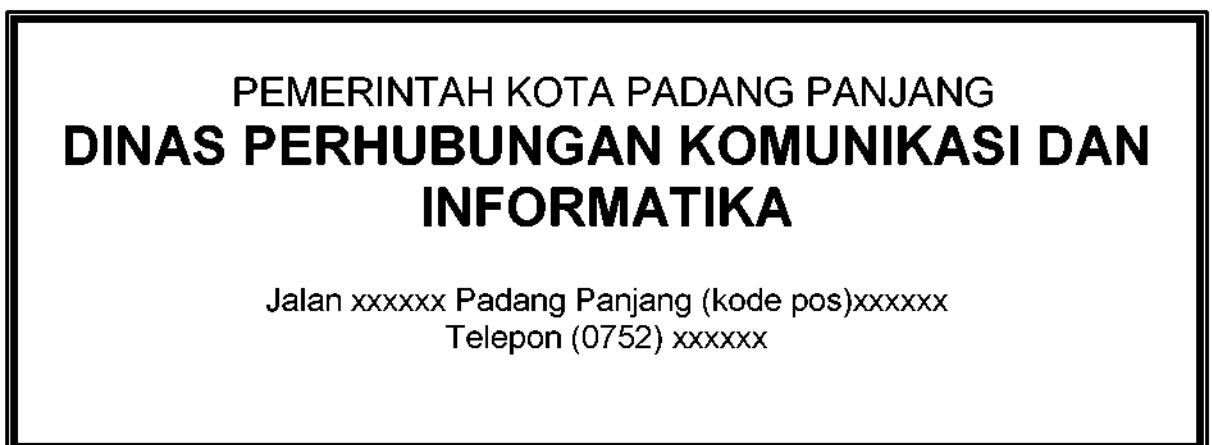 PEMERINTAH KOTA PADANG PANJANG
DINAS PERHUBUNGAN KOMUNIKASI DAN
INFORMATIKA
Jalan xxxxxx Padang Panjang (kode pos)xxxxxx
Telepon (0752) xxxxxx